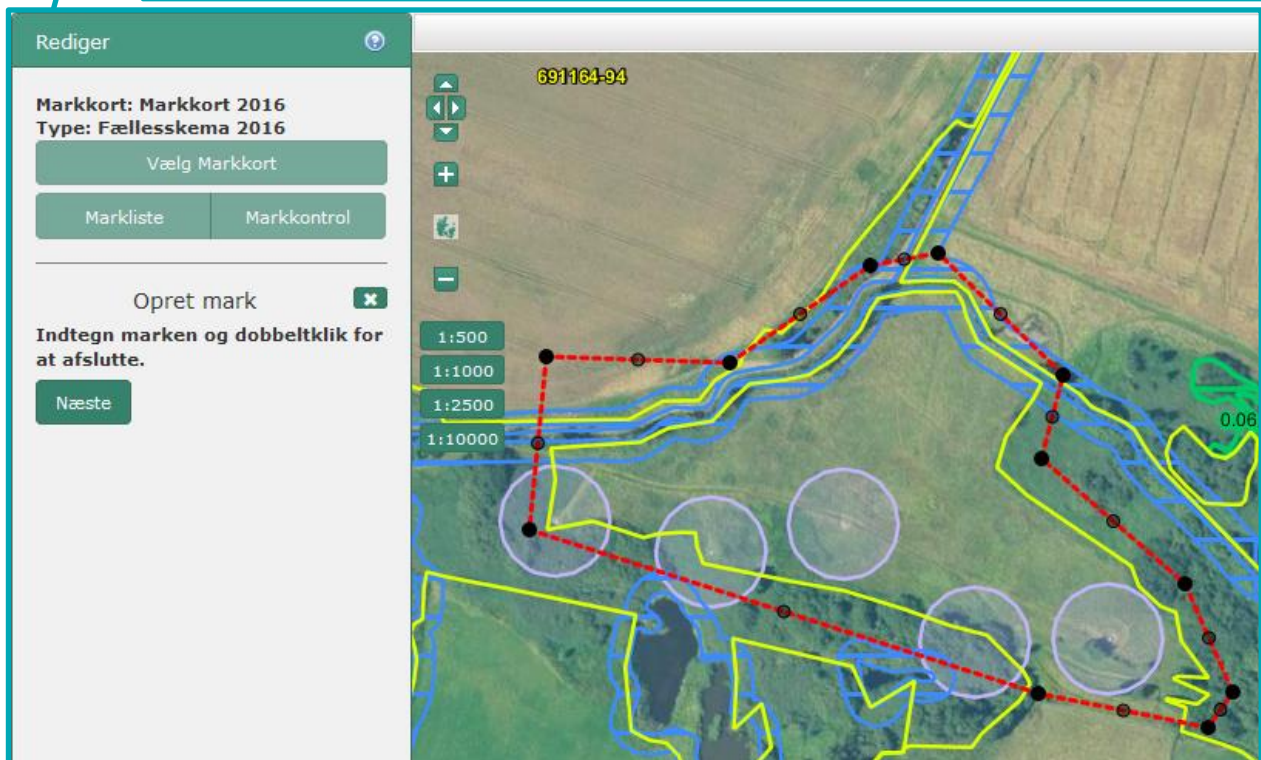 Rediger
Markkort: Markkort 2016
Type: Fællesskema 2016
Vælg Markkort
Markliste
Markkontrol
Opret mark
Indtegn marken og dobbeltklik for
at afslutte.
Næste
691164-94
1:500
1:1000
1:2500
1:10000
0.06